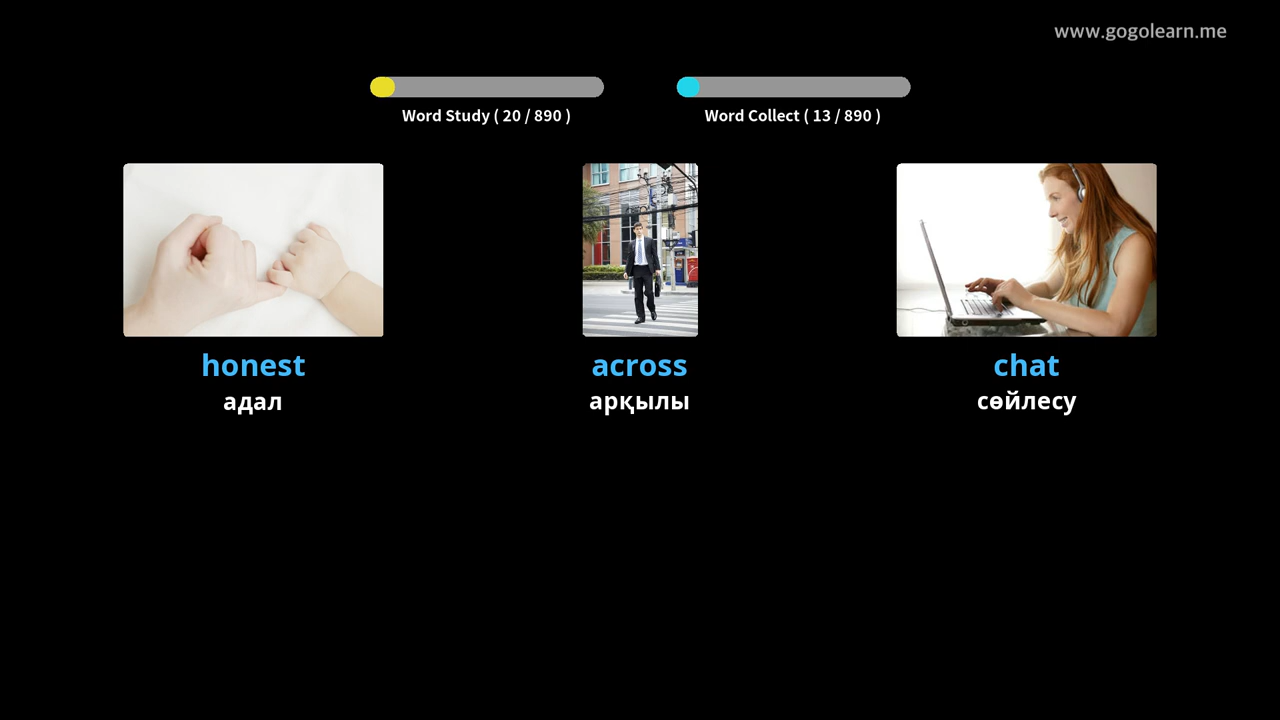 www.gogolearn.me
Word Study ( 20 / 890 )
Word Collect ( 13 / 890 )
honest
адал
across
арқылы
chat
сөйлесу